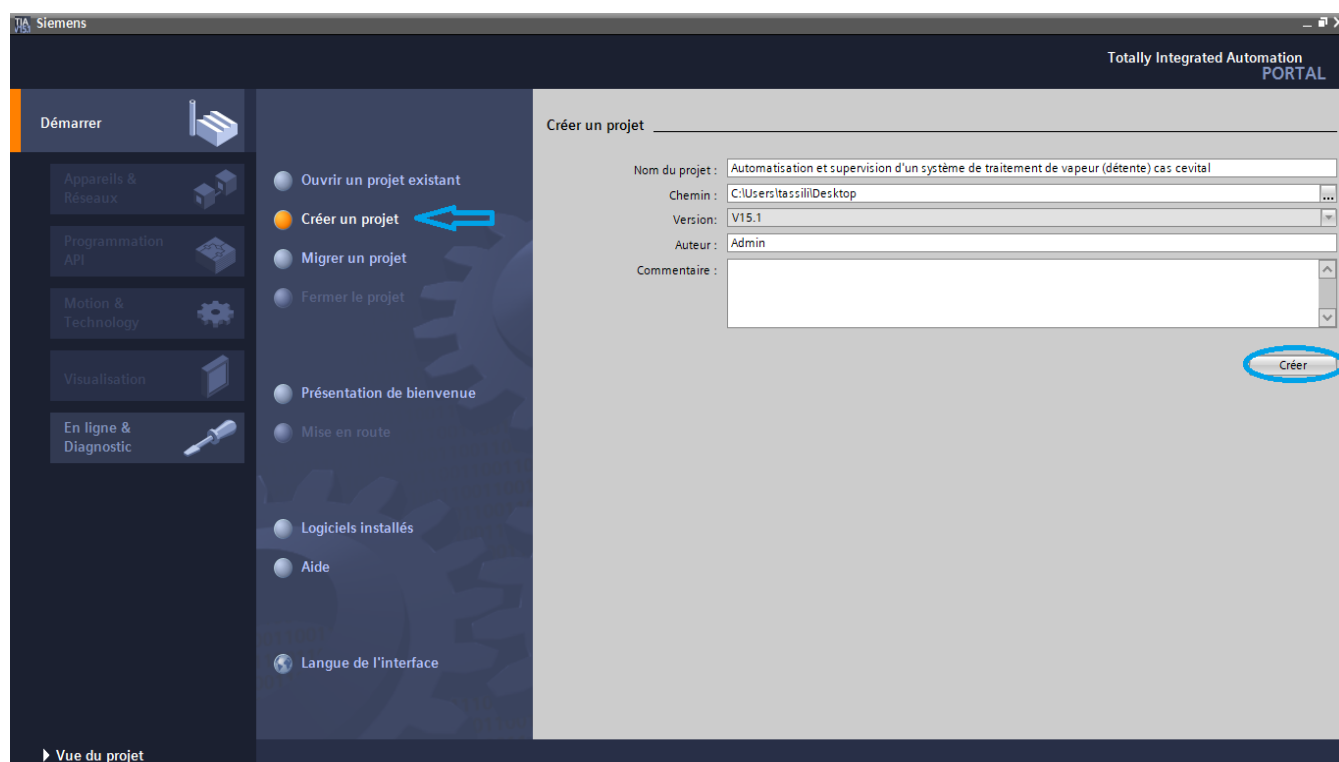 Siemens
Totally Integrated Automation
PORTAL
Démarrer
Appareils &
Réseaux
Programmation
API
Motion &
Technology
Visualisation
En ligne &
Diagnostic
Vue du projet
Ouvrir un projet existant
Créer un projet
Migrer un projet
Fermer le projet
Présentation de bienvenue
Mise en route
Logiciels installés
Aide
Langue de l'interface
Créer un projet
Nom du projet : Automatisation et supervision d'un système de traitement de vapeur (détente) cas cevital
Chemin : C:\Users\tassili\Desktop
Version: V15.1
Auteur : Admin
Commentaire :
Créer